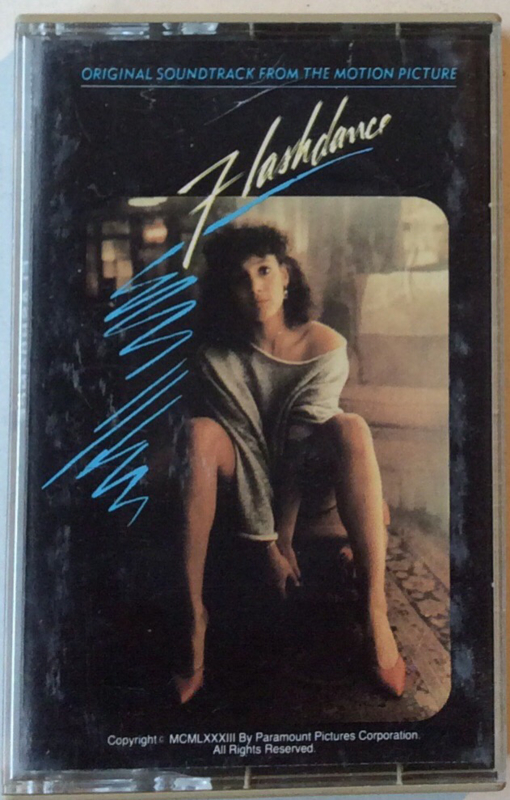 ORIGINAL SOUNDTRACK FROM THE MOTION PICTURE
Flashdance
Copyright © MCMLXXXIII By Paramount Pictures Corporation.
All Rights Reserved.